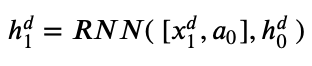 $h_1^d = RNN(\,[x_1^d, a_0], h_0^d\,)$